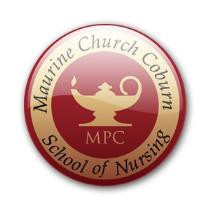 Maurine Church Coburn
MPC
School of Nursing